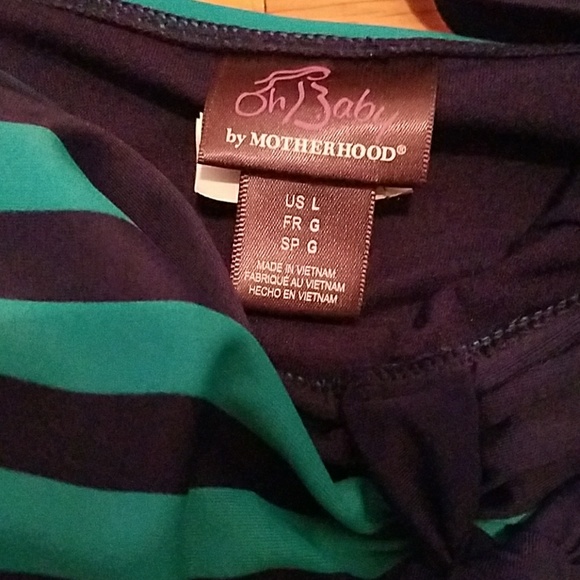 Oh Baby
by MOTHERHOOD®
US L
FR G
SP G
MADE IN VIETNAM
FABRIQUÉ AU VIETNAM
HECHO EN VIETNAM